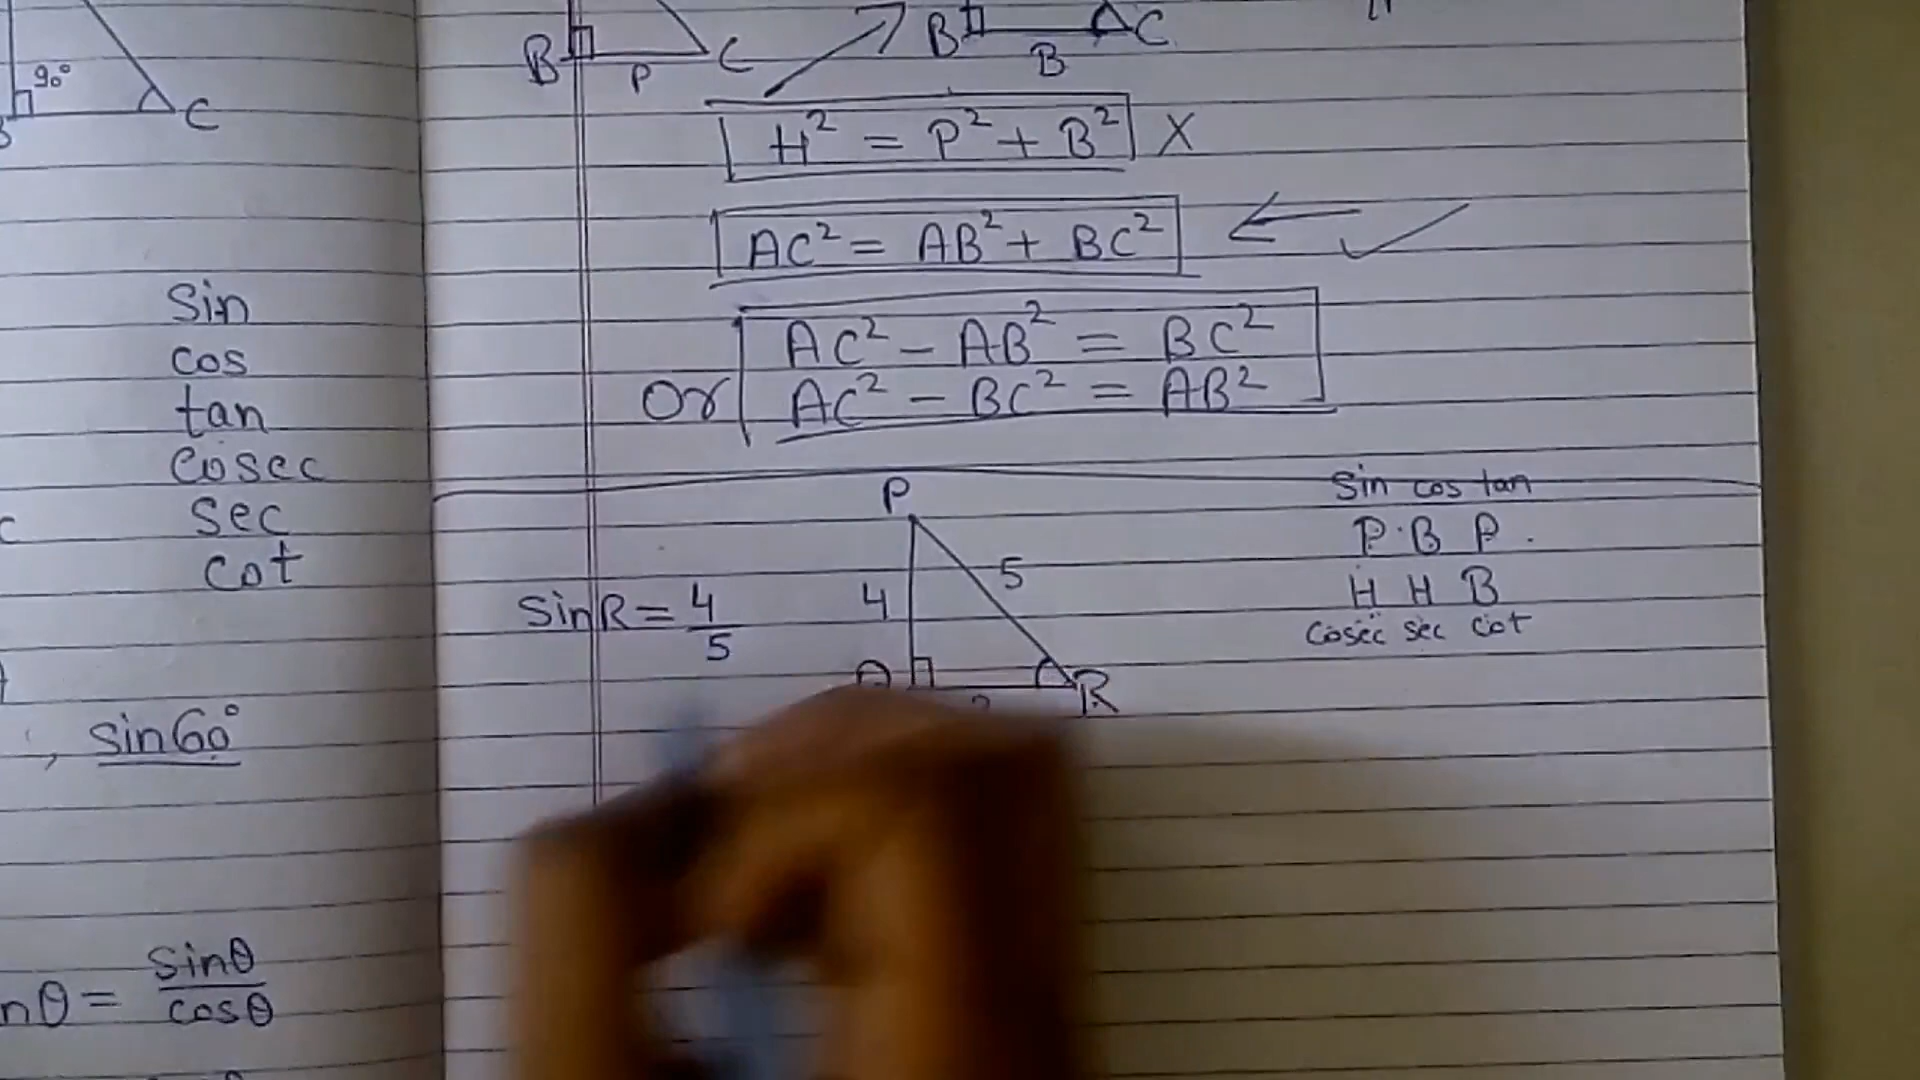 90°
C
B
C
P
B
C
B
H² = P² + B² X
AC² = AB² + BC²
AC² - AB² = BC²
Or AC² - BC² = AB²
Sin
cos
tan
Cosec
Sec
cot
sin60°
nθ = sinθ / cosθ
P
5
4
R
SinR = 4/5
Sin cos tan
P B P
H H B
Cosec sec cot